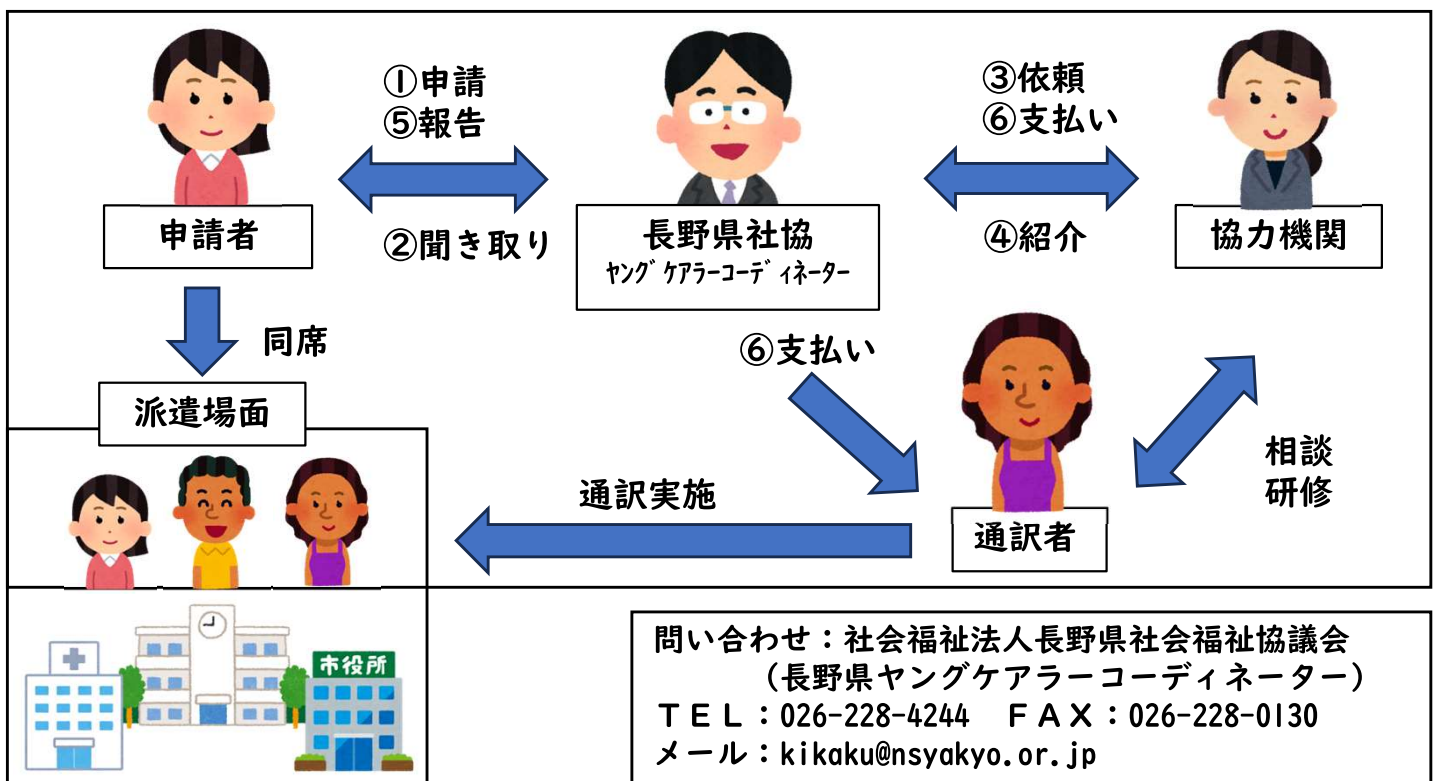 ①申請
⑤報告
②聞き取り
③依頼
⑥支払い
④紹介
申請者
長野県社協
ﾔﾝｸﾞｹｱﾗｰｺｰﾃﾞｨﾈｰﾀｰ
協力機関
同席
⑥支払い
派遣場面
相談
研修
通訳実施
通訳者
市役所
問い合わせ：社会福祉法人長野県社会福祉協議会
（長野県ヤングケアラーコーディネーター）
ＴＥＬ：026-228-4244　ＦＡＸ：026-228-0130
メール：kikaku@nsyakyo.or.jp